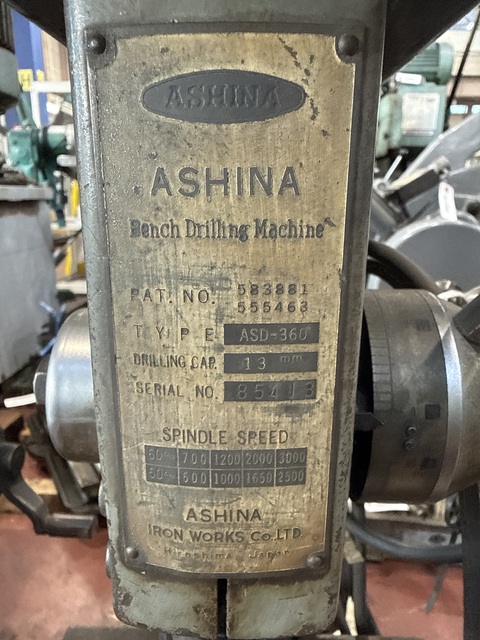 ASHINA
ASHINA
Bench Drilling Machine
PAT. NO. 583881
555463
TYPE ASD-360
DRILLING CAP. 13 mm
SERIAL NO. 85413
SPINDLE SPEED
60~ 700 1200 2000 3000
50~ 600 1000 1650 2500
ASHINA
IRON WORKS Co.,LTD.
Hiroshima, Japan